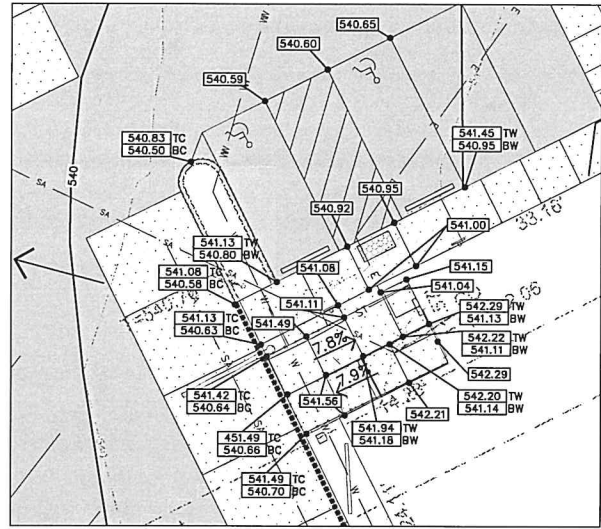 540.65
540.60
540.59
540.83 TC
540.50 BC
541.45 TW
540.95 BW
540
SA
SA
540.95
540.92
33.16'
541.00
541.13 TW
540.80 BW
541.08
541.15
541.08 TC
540.58 BC
541.04
541.11
542.29 TW
541.13 BW
541.13 TC
540.63 BC
541.49
7.8%
542.22 TW
541.11 BW
7.9%
542.29
541.42 TC
540.64 BC
541.56
542.20 TW
541.14 BW
542.21
541.94 TW
541.18 BW
451.49 TC
540.66 BC
541.49 TC
540.70 BC
SA
W
W
W